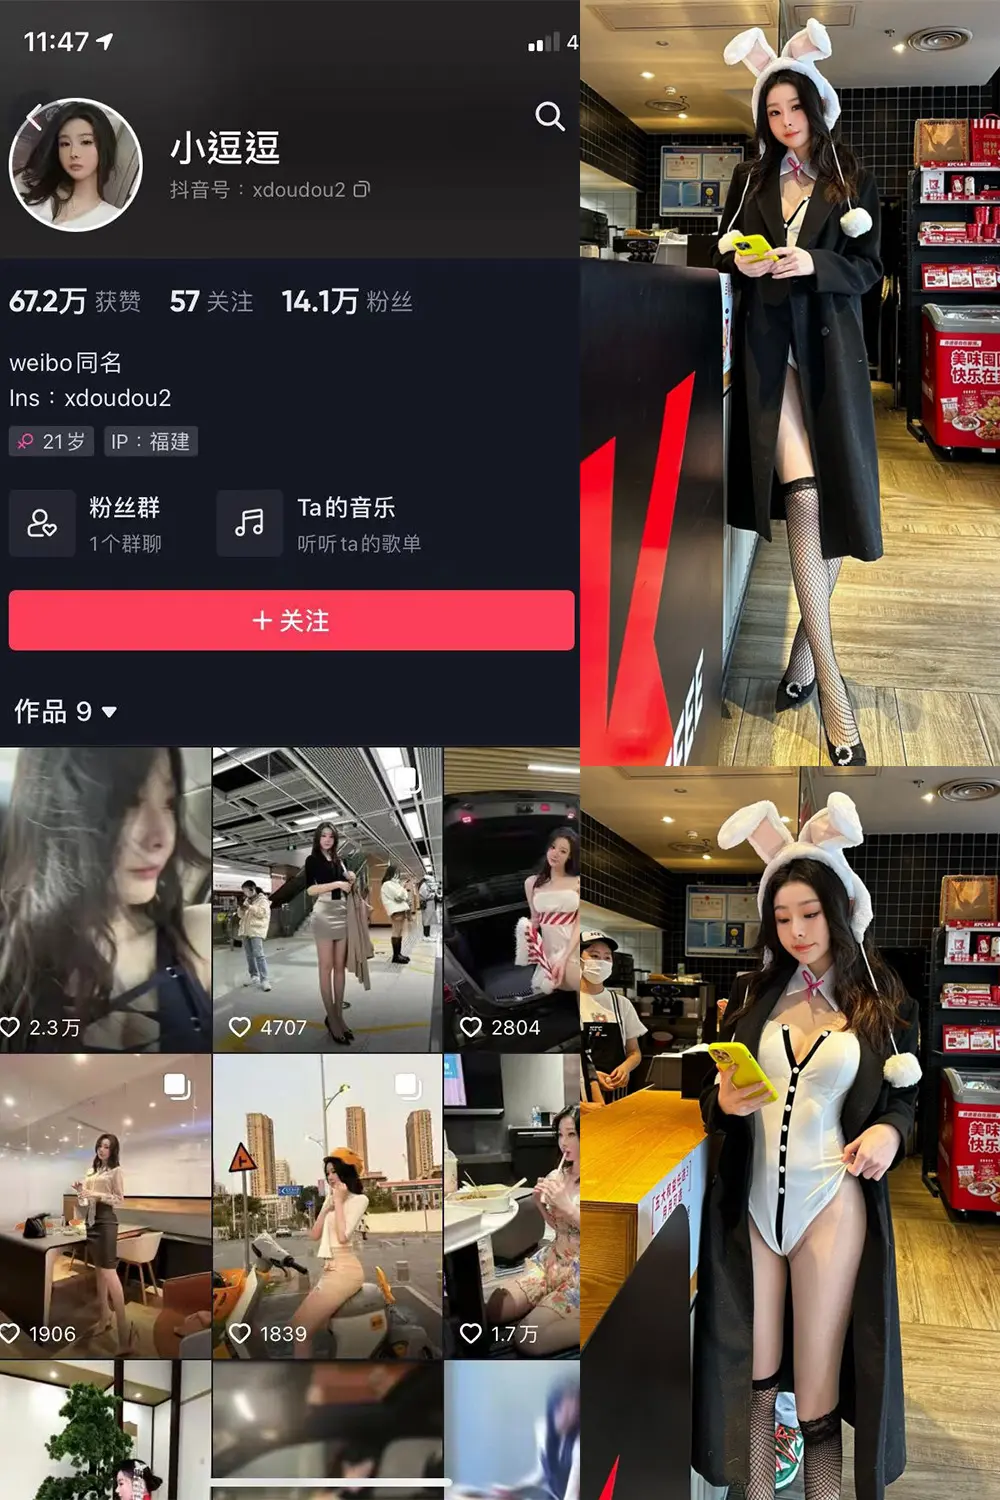 11:47
4
小逗逗
抖音号：xdoudou2
67.2万 获赞 57 关注 14.1万 粉丝
weibo同名
Ins：xdoudou2
21岁 IP：福建
粉丝群
1个群聊
Ta的音乐
听听ta的歌单
+ 关注
作品 9
2.3万
4707
2804
1906
1839
1.7万
美味囤
快乐在
KFC
美味
快乐